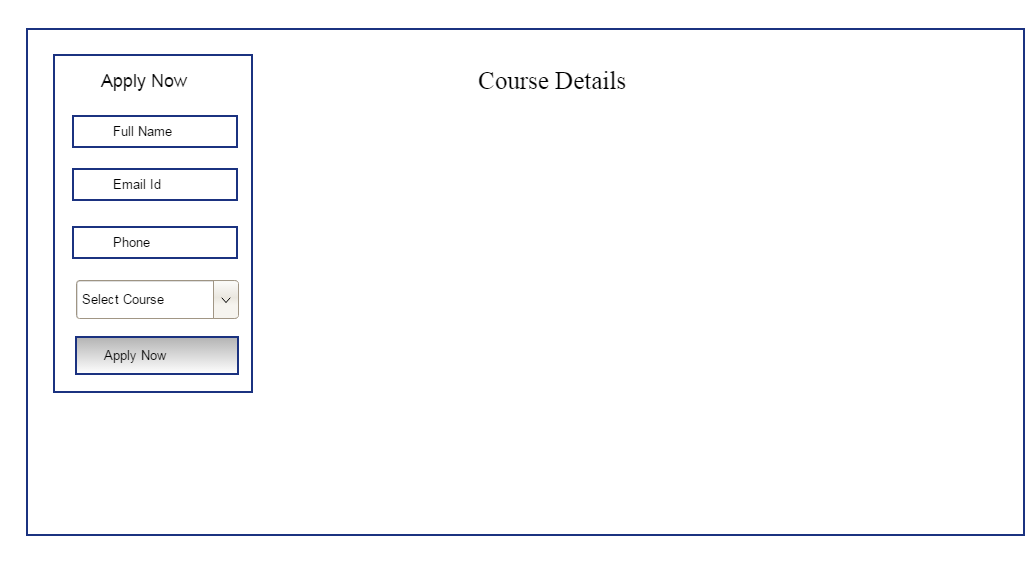 Apply Now
Full Name
Email Id
Phone
Select Course
Apply Now
Course Details